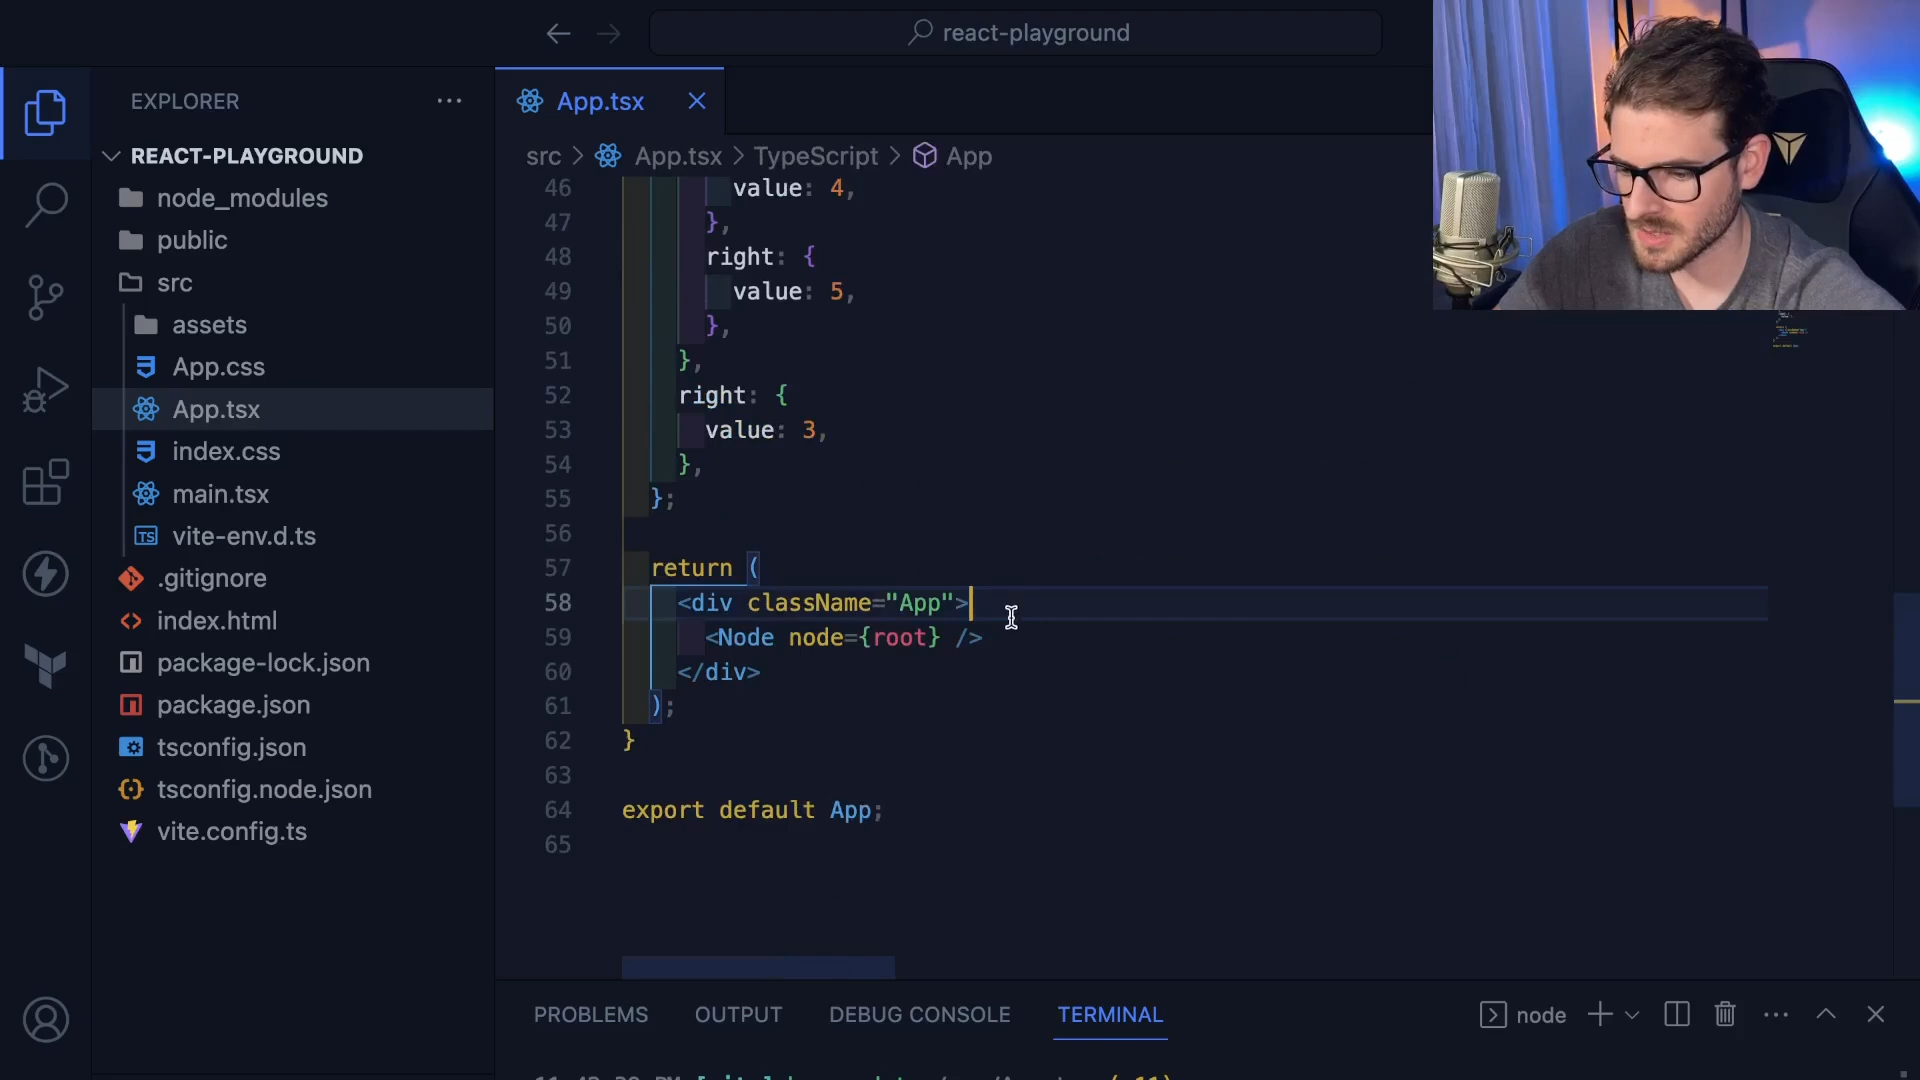 react-playground
EXPLORER
REACT-PLAYGROUND
node_modules
public
src
assets
App.css
App.tsx
index.css
main.tsx
TS vite-env.d.ts
.gitignore
index.html
package-lock.json
package.json
tsconfig.json
tsconfig.node.json
vite.config.ts
App.tsx
src > App.tsx > TypeScript > App
46 value: 4,
47 },
48 right: {
49 value: 5,
50 },
51 },
52 right: {
53 value: 3,
54 },
55 };
56
57 return (
58 <div className="App">
59 <Node node={root} />
60 </div>
61 );
62 }
63
64 export default App;
65
PROBLEMS OUTPUT DEBUG CONSOLE TERMINAL
node